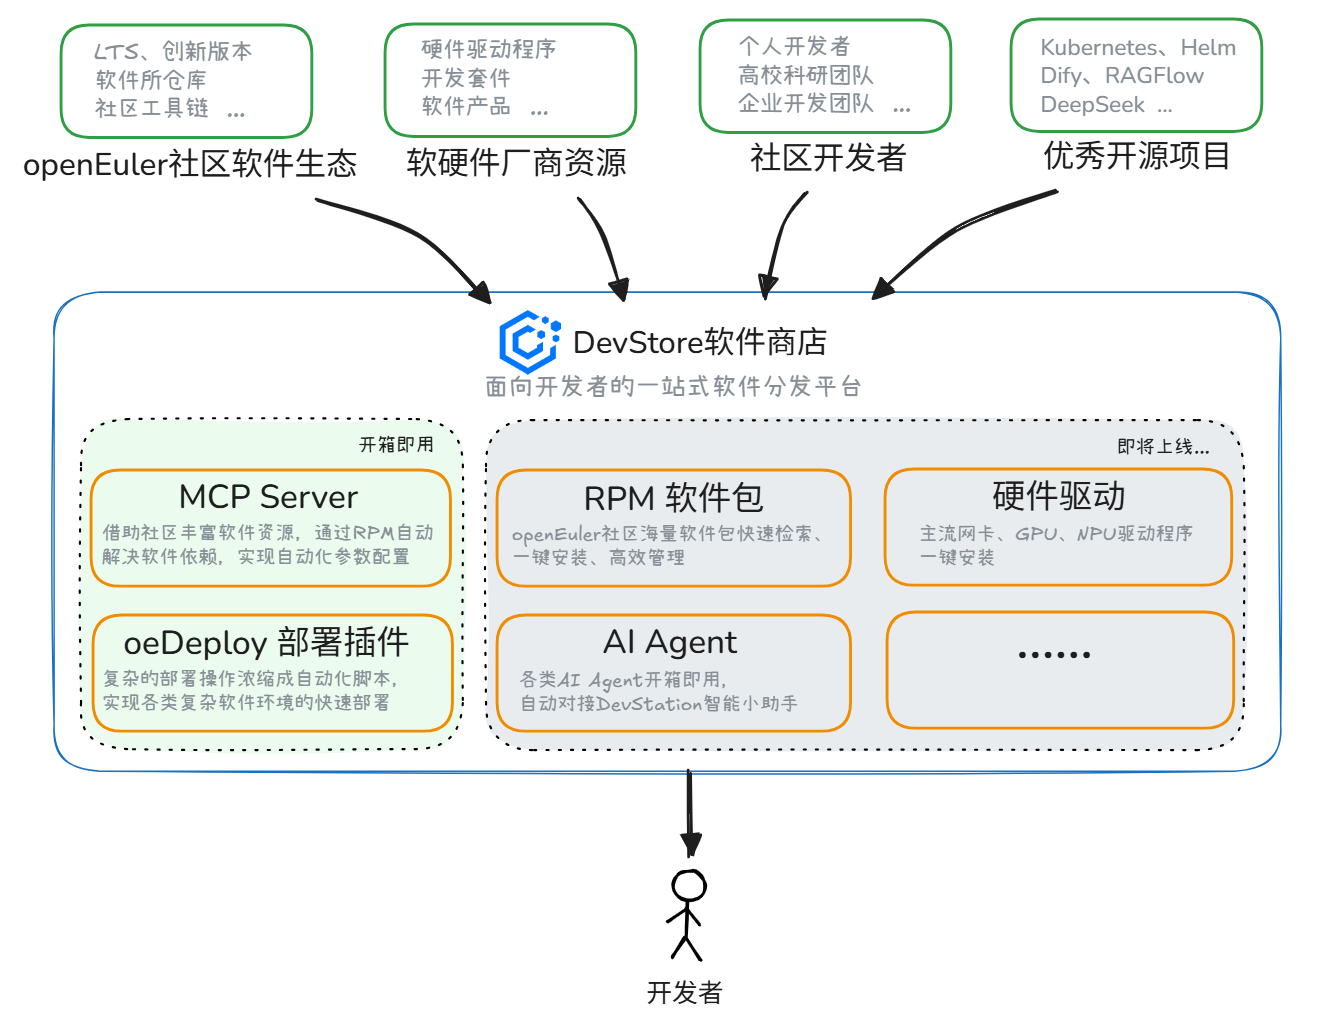 LTS、创新版本
软件所仓库
社区工具链 ...
openEuler社区软件生态
硬件驱动程序
开发套件
软件产品 ...
软硬件厂商资源
个人开发者
高校科研团队
企业开发团队 ...
社区开发者
Kubernetes、Helm
Dify、RAGFlow
DeepSeek ...
优秀开源项目
DevStore软件商店
面向开发者的一站式软件分发平台
开箱即用
MCP Server
借助社区丰富软件资源，通过RPM自动
解决软件依赖，实现自动化参数配置
oeDeploy 部署插件
复杂的部署操作浓缩成自动化脚本，
实现各类复杂软件环境的快速部署
即将上线...
RPM 软件包
openEuler社区海量软件包快速检索、
一键安装、高效管理
硬件驱动
主流网卡、GPU、NPU驱动程序
一键安装
AI Agent
各类AI Agent开箱即用，
自动对接DevStation智能小助手
......
开发者